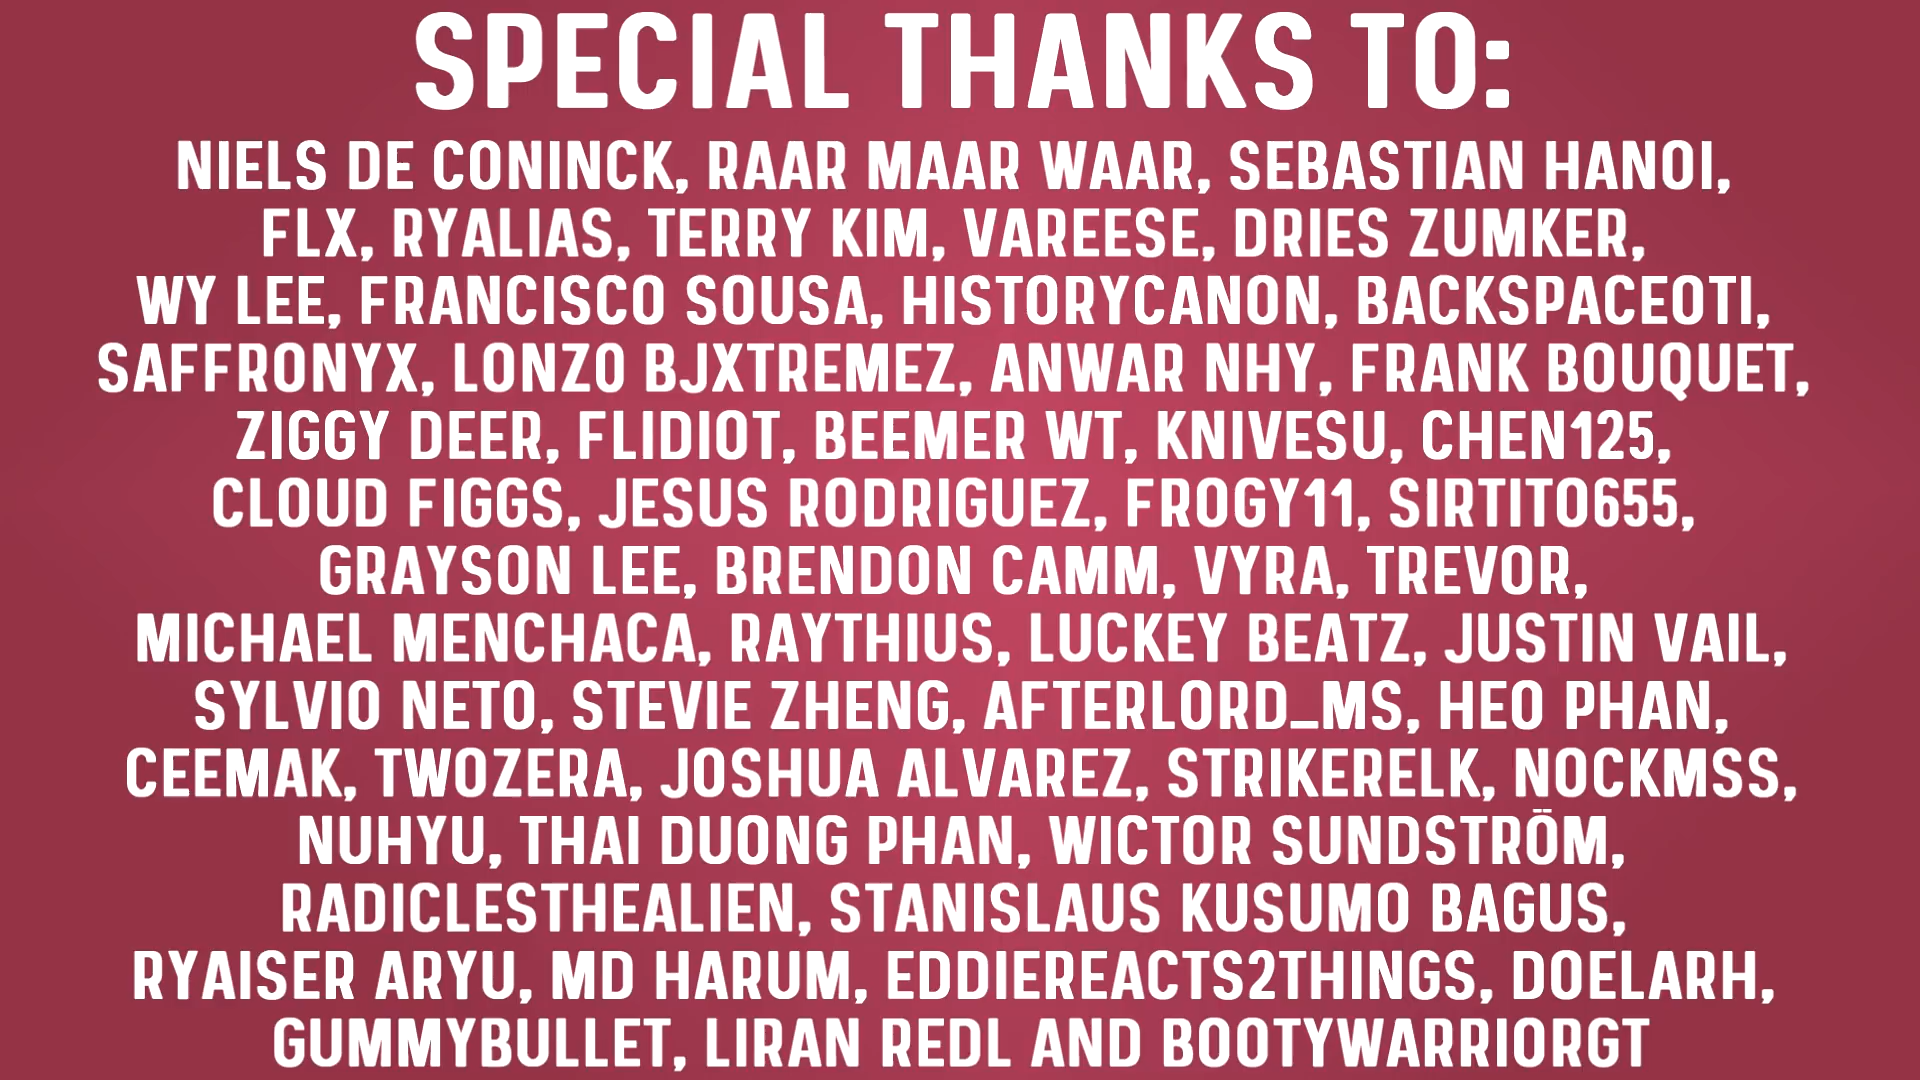 SPECIAL THANKS TO:
NIELS DE CONINCK, RAAR MAAR WAAR, SEBASTIAN HANOI,
FLX, RYALIAS, TERRY KIM, VAREESE, DRIES ZUMKER,
WY LEE, FRANCISCO SOUSA, HISTORYCANON, BACKSPACEOTI,
SAFFRONYX, LONZO BJXTREMEZ, ANWAR NHY, FRANK BOUQUET,
ZIGGY DEER, FLIDIOT, BEEMER WT, KNIVESU, CHEN125,
CLOUD FIGGS, JESUS RODRIGUEZ, FROGY11, SIRTITO655,
GRAYSON LEE, BRENDON CAMM, VYRA, TREVOR,
MICHAEL MENCHACA, RAYTHIUS, LUCKEY BEATZ, JUSTIN VAIL,
SYLVIO NETO, STEVIE ZHENG, AFTERLORD_MS, HEO PHAN,
CEEMAK, TWOZERA, JOSHUA ALVAREZ, STRIKERELK, NOCKMSS,
NUHYU, THAI DUONG PHAN, WICTOR SUNDSTRÖM,
RADICLESTHEALIEN, STANISLAUS KUSUMO BAGUS,
RYAISER ARYU, MD HARUM, EDDIEREACTS2THINGS, DOELARH,
GUMMYBULLET, LIRAN REDL AND BOOTYWARRIORGT